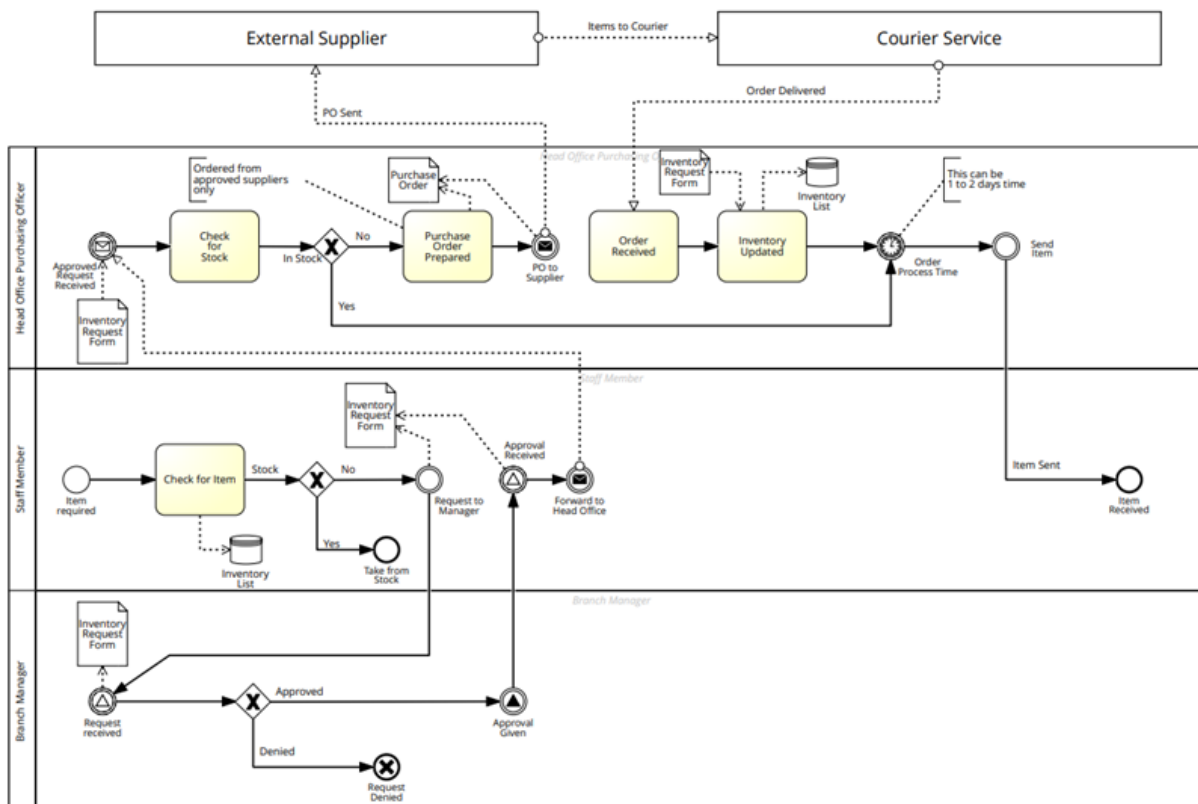 External Supplier
Items to Courier
Courier Service
PO Sent
Order Delivered
Head Office Purchasing Officer
Head Office Purchasing O
Ordered from
approved suppliers
only
Purchase
Order
Inventory
Request
Form
Inventory
List
This can be
1 to 2 days time
Approved
Request
Received
Check
for
Stock
In Stock
No
Yes
Purchase
Order
Prepared
PO to
Supplier
Order
Received
Inventory
Updated
Order
Process Time
Send
Item
Inventory
Request
Form
Staff Member
Staff Member
Inventory
Request
Form
Approval
Received
Item
required
Check for Item
Stock
No
Yes
Take from
Stock
Inventory
List
Request to
Manager
Forward to
Head Office
Item Sent
Item
Received
Branch Manager
Branch Manager
Inventory
Request
Form
Request
received
Approved
Denied
Approval
Given
Request
Denied